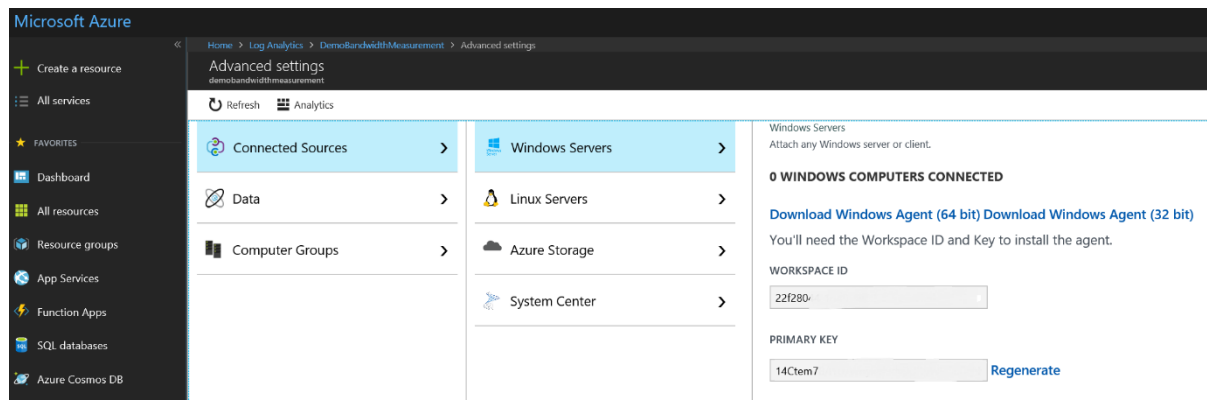 Microsoft Azure
«
Create a resource
All services
FAVORITES
Dashboard
All resources
Resource groups
App Services
Function Apps
SQL databases
Azure Cosmos DB
Home > Log Analytics > DemoBandwidthMeasurement > Advanced settings
Advanced settings
demobandwidthmeasurement
Refresh Analytics
Connected Sources
Data
Computer Groups
Windows Servers
Linux Servers
Azure Storage
System Center
Windows Servers
Attach any Windows server or client.
0 WINDOWS COMPUTERS CONNECTED
Download Windows Agent (64 bit) Download Windows Agent (32 bit)
You'll need the Workspace ID and Key to install the agent.
WORKSPACE ID
22f280
PRIMARY KEY
14Ctem7
Regenerate